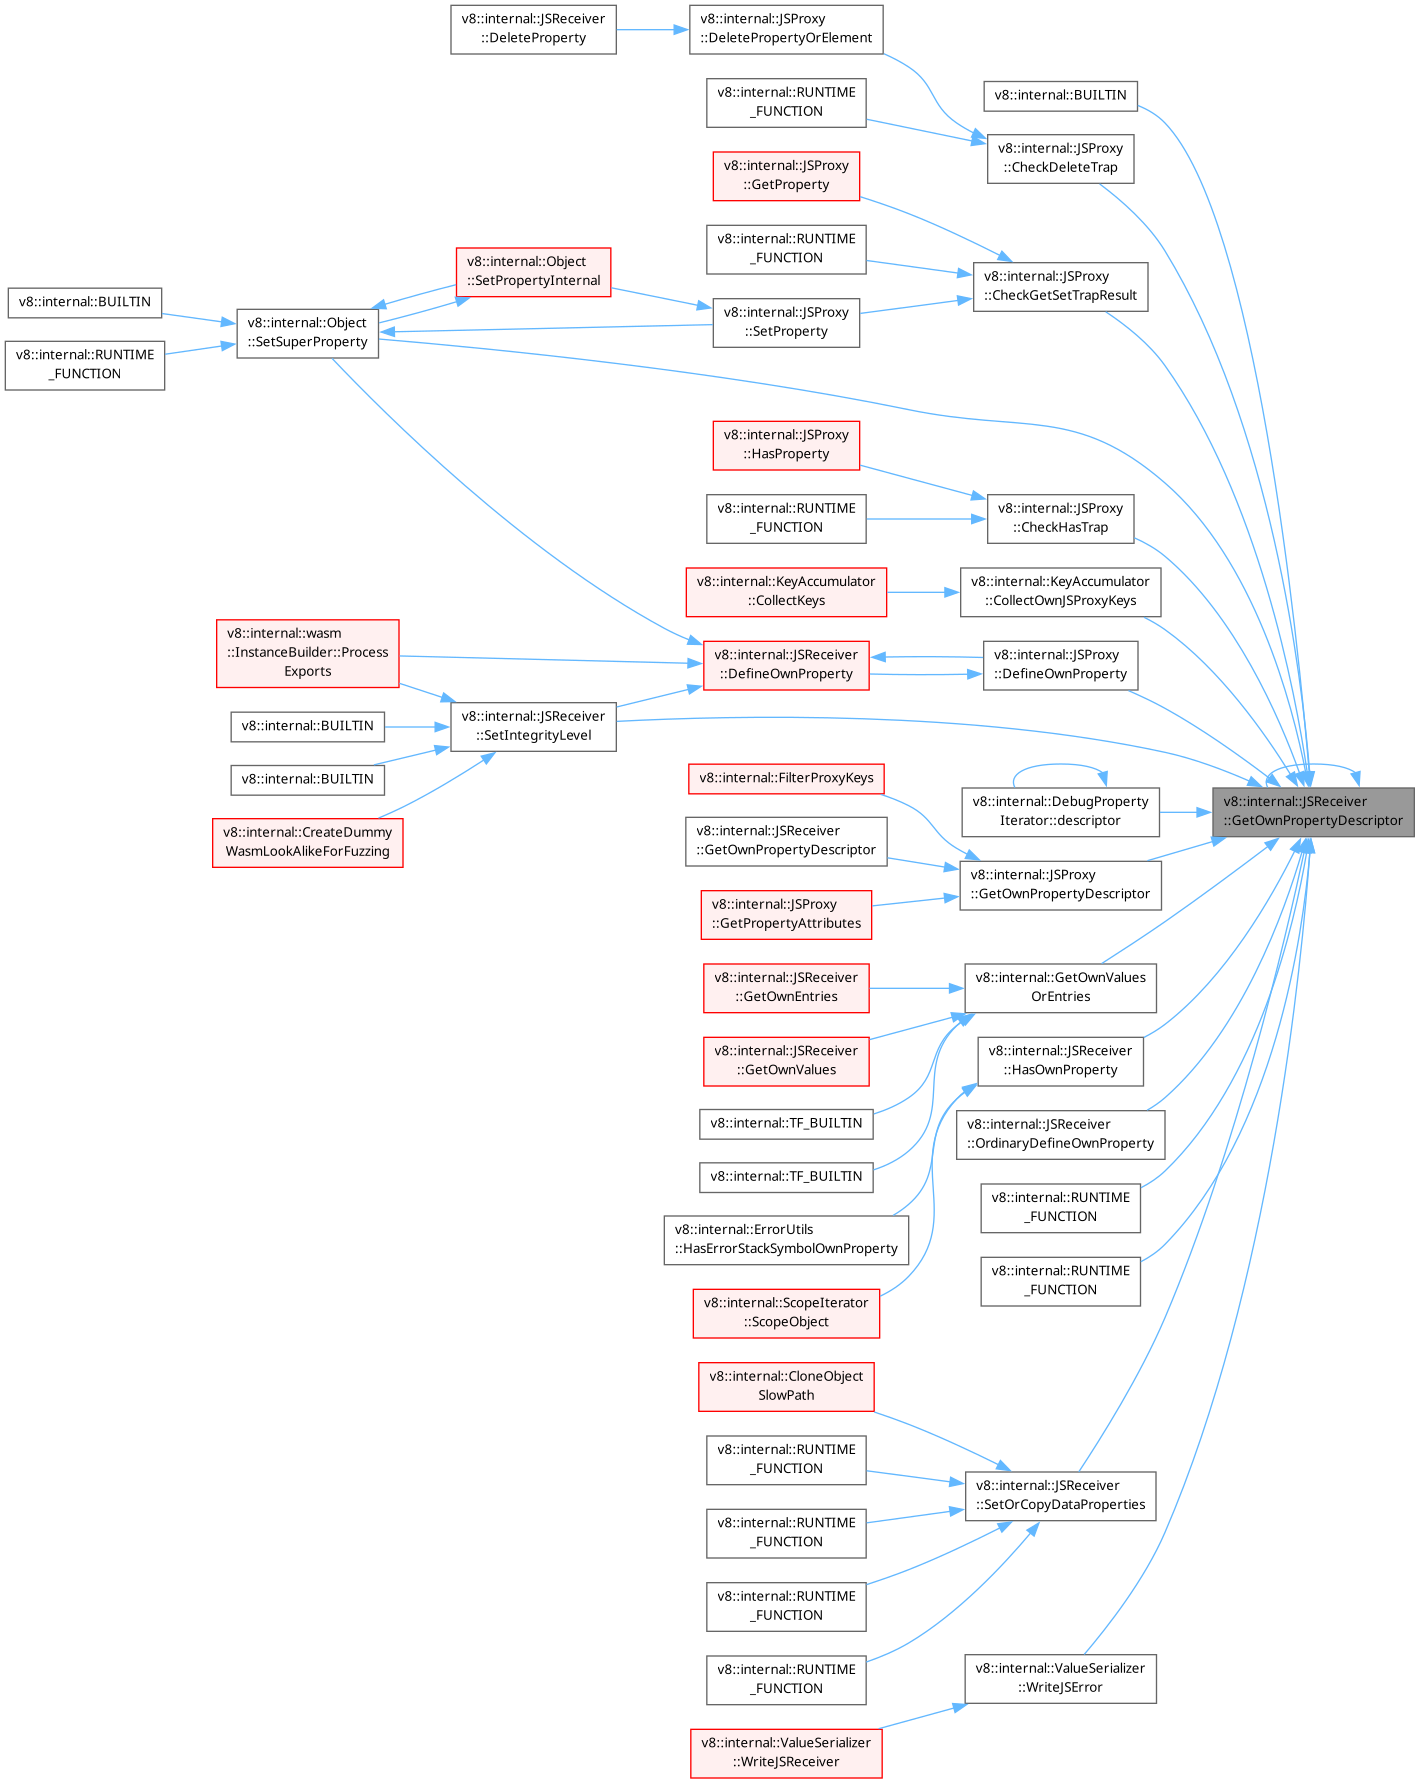 v8::internal::JSReceiver
::DeleteProperty
v8::internal::JSProxy
::DeletePropertyOrElement
v8::internal::RUNTIME
_FUNCTION
v8::internal::BUILTIN
v8::internal::JSProxy
::CheckDeleteTrap
v8::internal::JSProxy
::GetProperty
v8::internal::RUNTIME
_FUNCTION
v8::internal::JSProxy
::CheckGetSetTrapResult
v8::internal::Object
::SetPropertyInternal
v8::internal::BUILTIN
v8::internal::Object
::SetSuperProperty
v8::internal::JSProxy
::SetProperty
v8::internal::RUNTIME
_FUNCTION
v8::internal::JSProxy
::HasProperty
v8::internal::RUNTIME
_FUNCTION
v8::internal::JSProxy
::CheckHasTrap
v8::internal::KeyAccumulator
::CollectKeys
v8::internal::KeyAccumulator
::CollectOwnJSProxyKeys
v8::internal::wasm
::InstanceBuilder::Process
Exports
v8::internal::JSReceiver
::DefineOwnProperty
v8::internal::JSProxy
::DefineOwnProperty
v8::internal::BUILTIN
v8::internal::JSReceiver
::SetIntegrityLevel
v8::internal::BUILTIN
v8::internal::CreateDummy
WasmLookAlikeForFuzzing
v8::internal::FilterProxyKeys
v8::internal::DebugProperty
Iterator::descriptor
v8::internal::JSReceiver
::GetOwnPropertyDescriptor
v8::internal::JSReceiver
::GetOwnPropertyDescriptor
v8::internal::JSProxy
::GetOwnPropertyDescriptor
v8::internal::JSProxy
::GetPropertyAttributes
v8::internal::JSReceiver
::GetOwnEntries
v8::internal::GetOwnValues
OrEntries
v8::internal::JSReceiver
::GetOwnValues
v8::internal::JSReceiver
::HasOwnProperty
v8::internal::TF_BUILTIN
v8::internal::JSReceiver
::OrdinaryDefineOwnProperty
v8::internal::TF_BUILTIN
v8::internal::RUNTIME
_FUNCTION
v8::internal::ErrorUtils
::HasErrorStackSymbolOwnProperty
v8::internal::RUNTIME
_FUNCTION
v8::internal::ScopeIterator
::ScopeObject
v8::internal::CloneObject
SlowPath
v8::internal::RUNTIME
_FUNCTION
v8::internal::JSReceiver
::SetOrCopyDataProperties
v8::internal::RUNTIME
_FUNCTION
v8::internal::RUNTIME
_FUNCTION
v8::internal::RUNTIME
_FUNCTION
v8::internal::ValueSerializer
::WriteJSError
v8::internal::ValueSerializer
::WriteJSReceiver